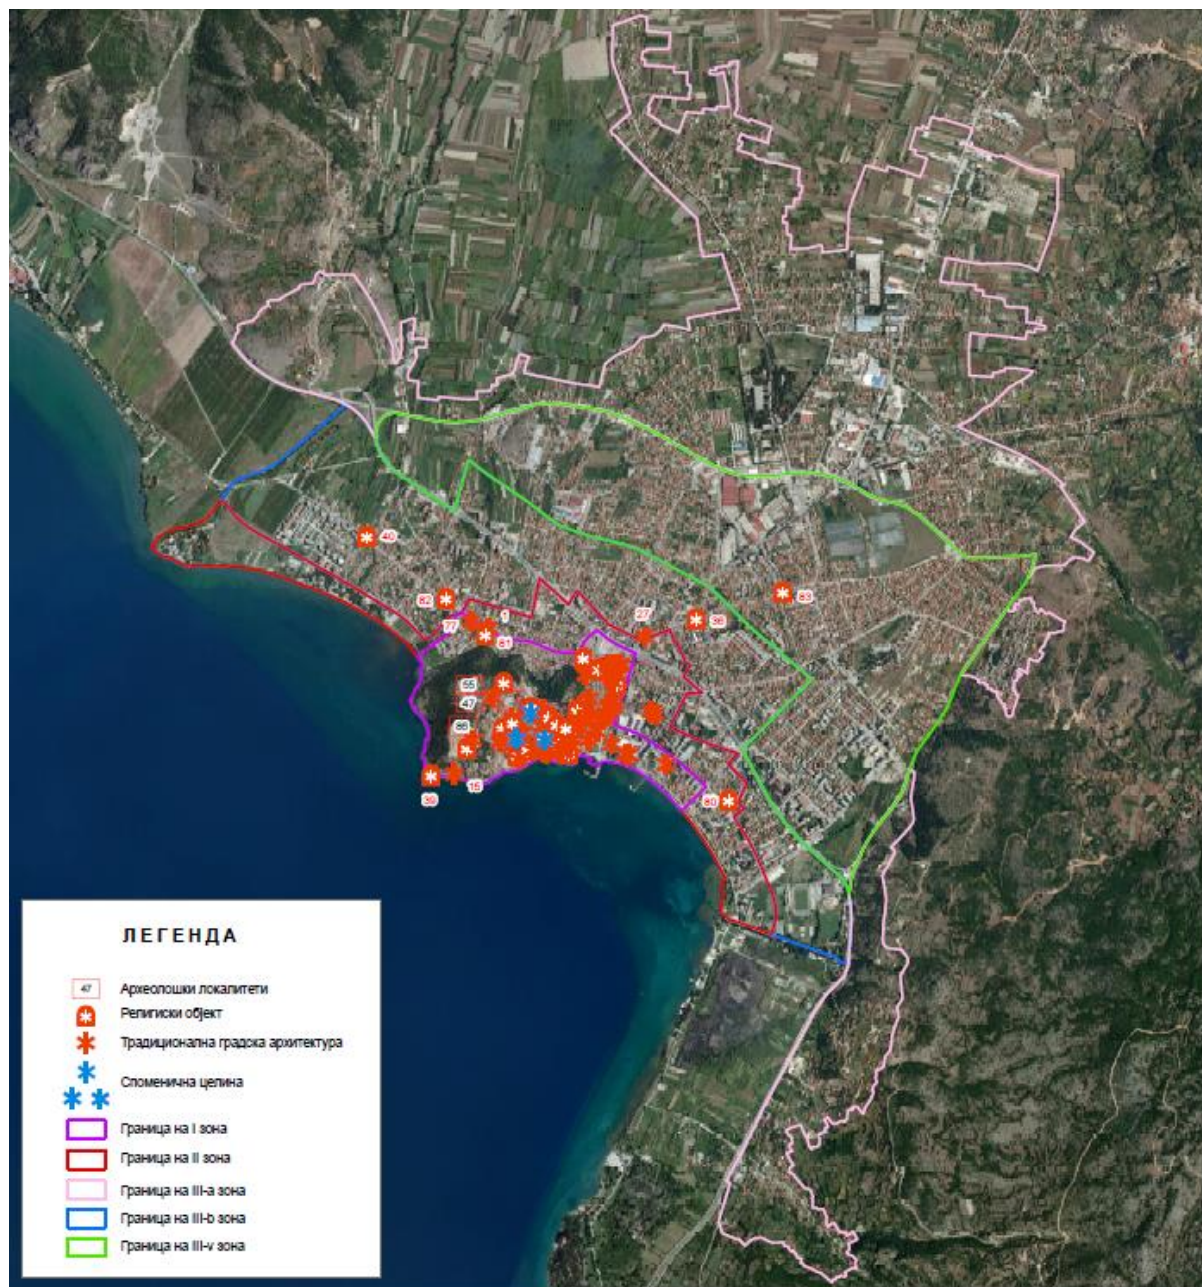 40
82
83
1
27
36
77
81
55
47
86
15
39
80
ЛЕГЕНДА
47 Археолошки локалитети
Религиски објект
Традиционална градска архитектура
Споменична целина
Граница на I зона
Граница на II зона
Граница на III-a зона
Граница на III-b зона
Граница на III-v зона